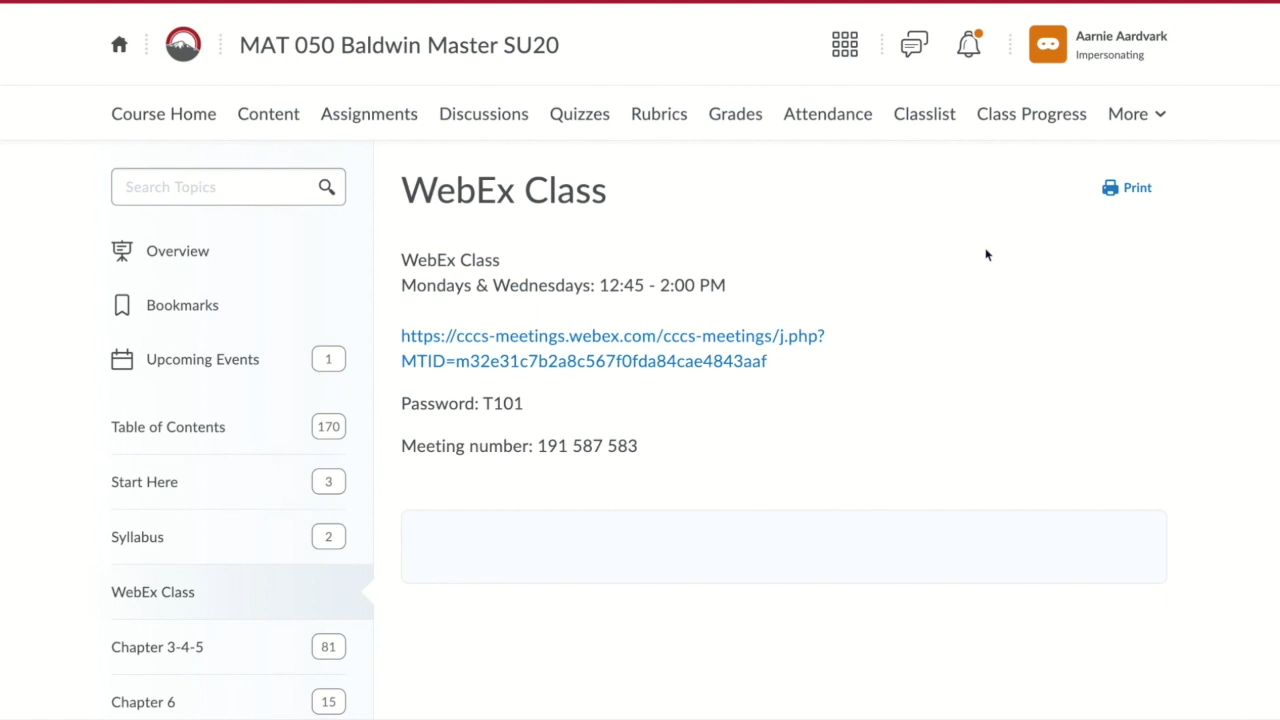 MAT 050 Baldwin Master SU20
Aarnie Aardvark
Impersonating
Course Home Content Assignments Discussions Quizzes Rubrics Grades Attendance Classlist Class Progress More
Search Topics
Overview
Bookmarks
Upcoming Events 1
Table of Contents 170
Start Here 3
Syllabus 2
WebEx Class
Chapter 3-4-5 81
Chapter 6 15
WebEx Class
Print
WebEx Class
Mondays & Wednesdays: 12:45 - 2:00 PM
https://cccs-meetings.webex.com/cccs-meetings/j.php?
MTID=m32e31c7b2a8c567f0fda84cae4843aaf
Password: T101
Meeting number: 191 587 583